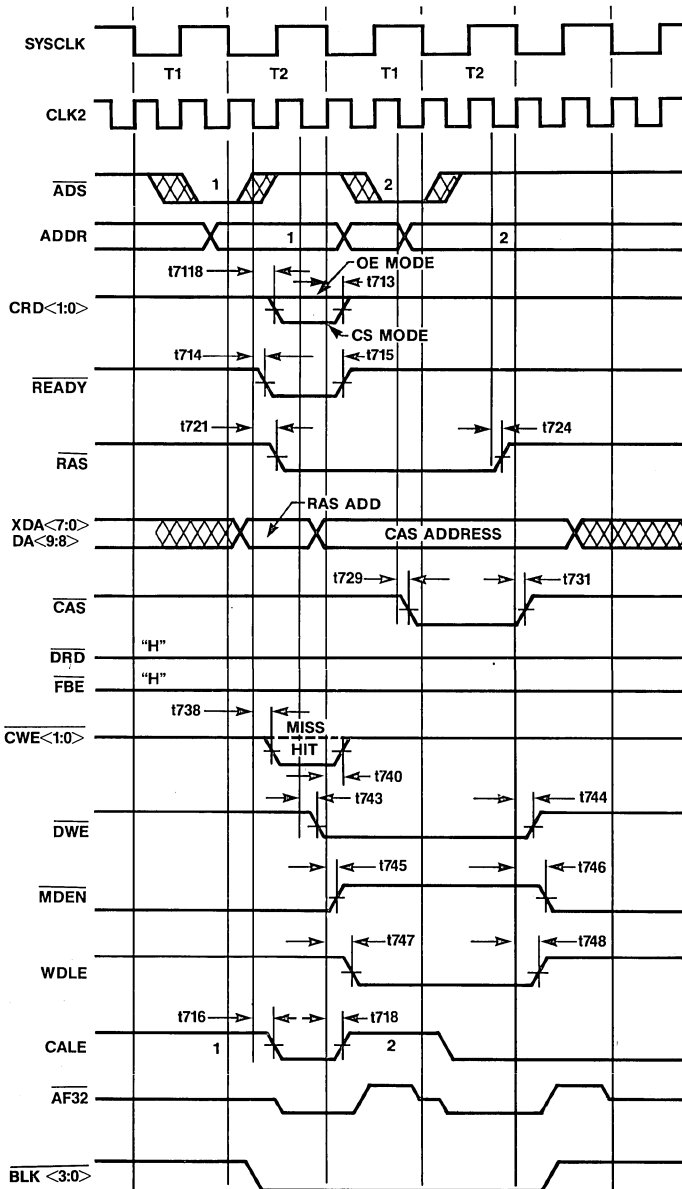 SYSCLK
T1 T2 T1 T2
CLK2
ADS 1 2
ADDR 1 2
OE MODE
t7118 t713
CRD<1:0>
CS MODE
t714 t715
READY
t721 t724
RAS
RAS ADD
XDA<7:0>
DA<9:8> CAS ADDRESS
t729 t731
CAS
DRD "H"
FBE "H"
t738
CWE<1:0> MISS
HIT
t740
t743 t744
DWE
t745 t746
MDEN
t747 t748
WDLE
t716 t718
CALE 1 2
AF32
BLK <3:0>